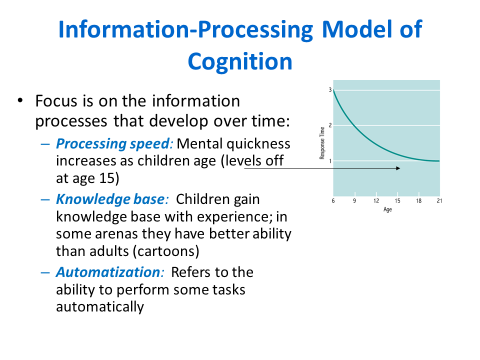 Information-Processing Model of
Cognition
• Focus is on the information
processes that develop over time:
– Processing speed: Mental quickness
increases as children age (levels off
at age 15)
– Knowledge base: Children gain
knowledge base with experience; in
some arenas they have better ability
than adults (cartoons)
– Automatization: Refers to the
ability to perform some tasks
automatically
Response Time
3
2
1
6 9 12 15 18 21
Age